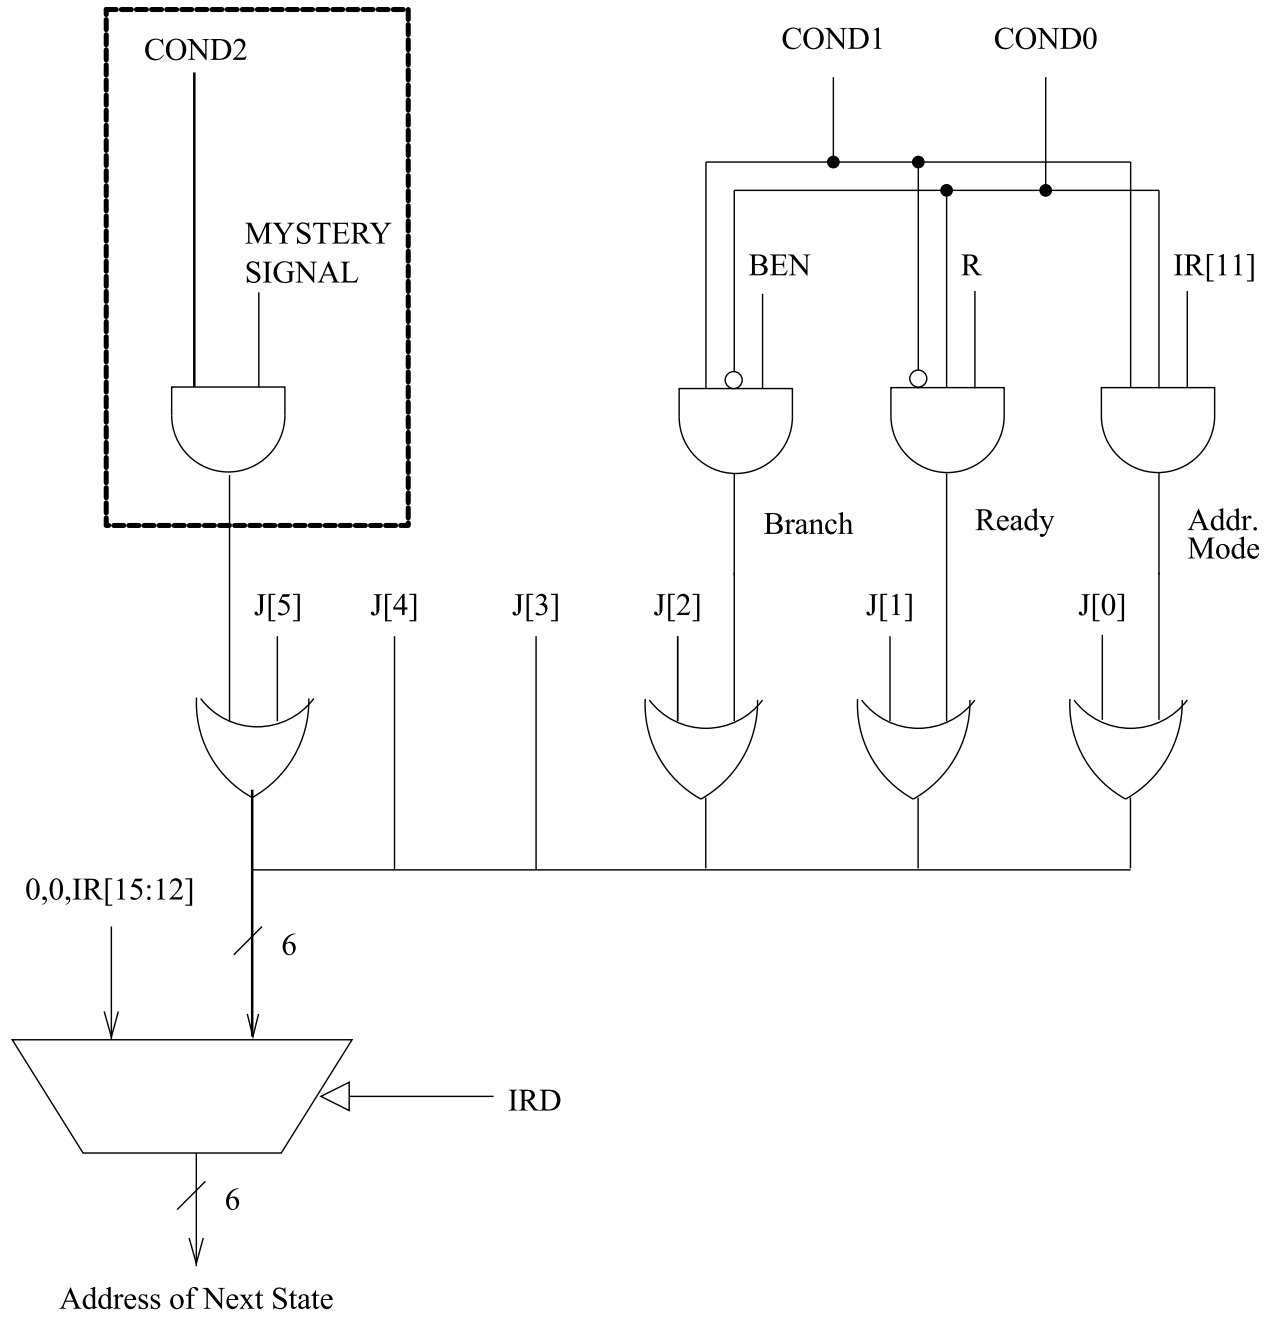 COND2
COND1
COND0
MYSTERY
SIGNAL
BEN
R
IR[11]
Branch
Ready
Addr.
Mode
J[5]
J[4]
J[3]
J[2]
J[1]
J[0]
0,0,IR[15:12]
6
IRD
6
Address of Next State